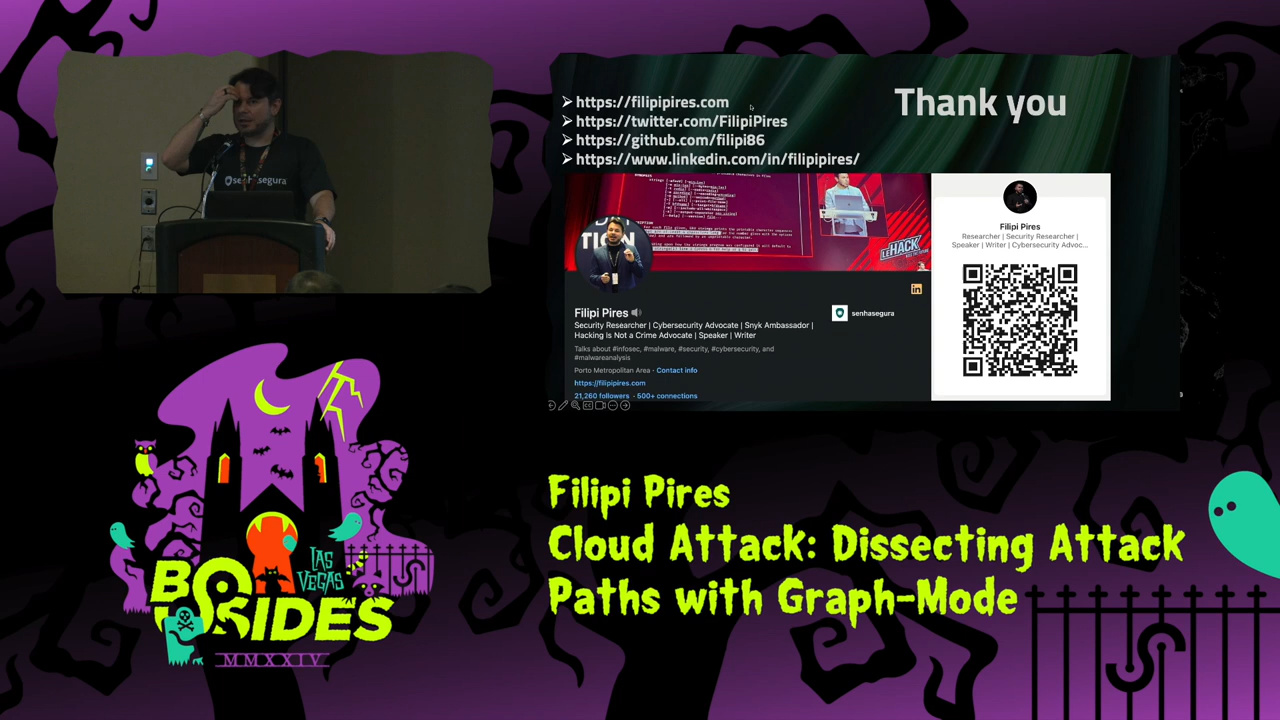 senhasegura
➢ https://filipipires.com
➢ https://twitter.com/FilipiPires
➢ https://github.com/filipi86
➢ https://www.linkedin.com/in/filipipires/
Thank you
LEHACK
TION
Filipi Pires
Security Researcher | Cybersecurity Advocate | Snyk Ambassador |
Hacking Is Not a Crime Advocate | Speaker | Writer
Talks about #infosec, #malware, #security, #cybersecurity, and
#malwareanalysis
Porto Metropolitan Area · Contact info
https://filipipires.com
21,260 followers · 500+ connections
in
senhasegura
Filipi Pires
Researcher | Security Researcher |
Speaker | Writer | Cybersecurity Advoc...
BSIDES
LAS
VEGAS
MMXXIV
Filipi Pires
Cloud Attack: Dissecting Attack
Paths with Graph-Mode